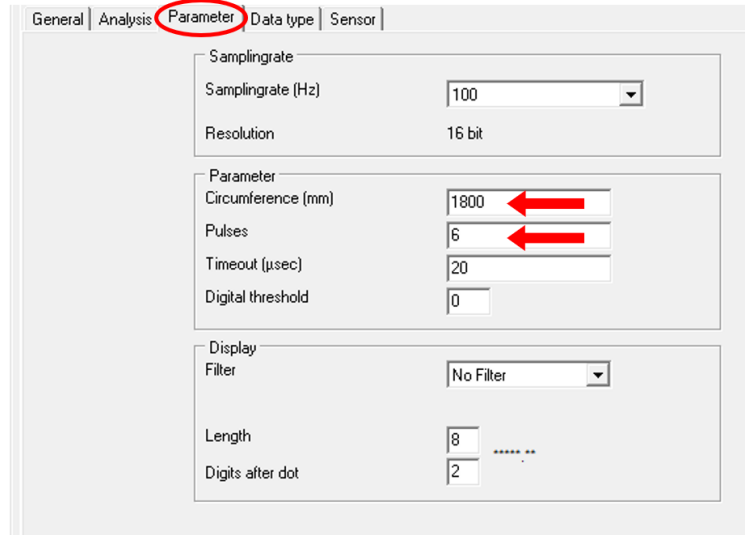 General Analysis Parameter Data type Sensor
Samplingrate
Samplingrate (Hz) 100
Resolution 16 bit
Parameter
Circumference (mm) 1800
Pulses 6
Timeout (µsec) 20
Digital threshold 0
Display
Filter No Filter
Length 8
*****.**
Digits after dot 2